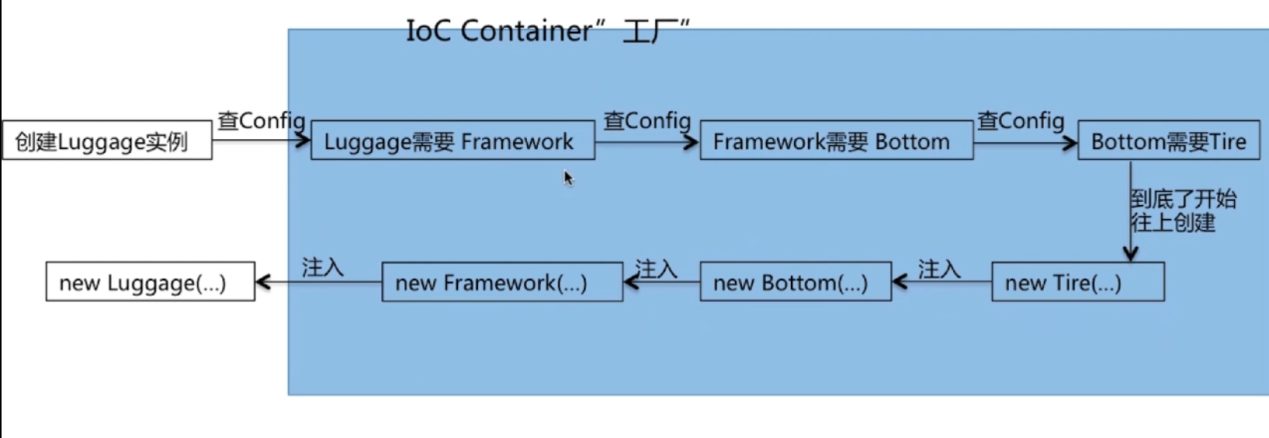 IoC Container”工厂”
查Config
查Config
查Config
创建Luggage实例
Luggage需要 Framework
Framework需要 Bottom
Bottom需要Tire
到底了开始
往上创建
注入
注入
注入
new Luggage(...)
new Framework(...)
new Bottom(...)
new Tire(...)